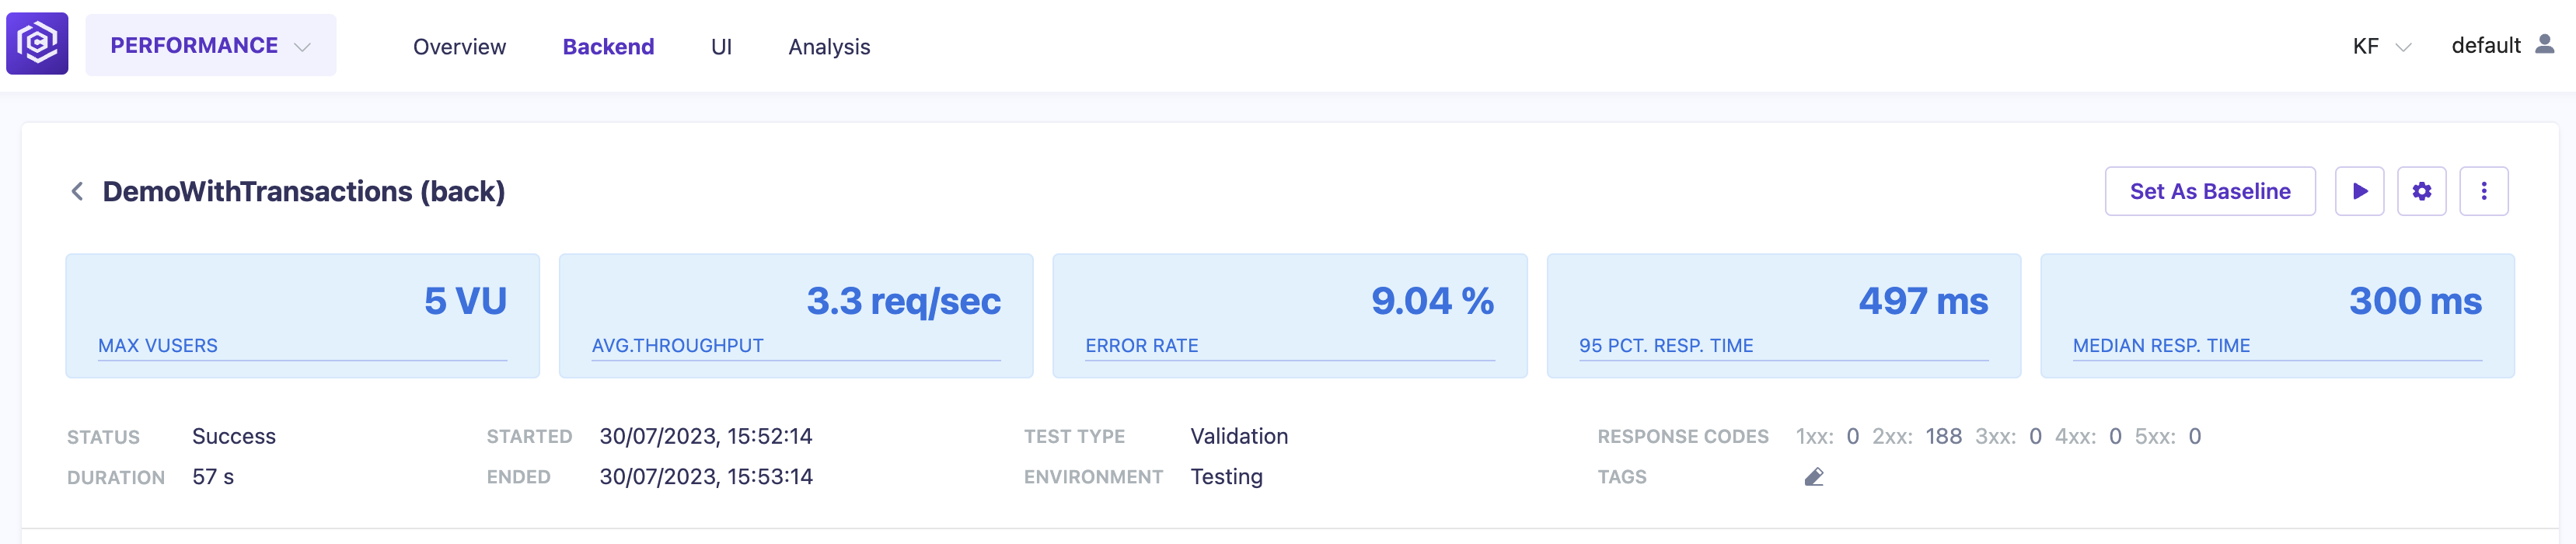 PERFORMANCE Overview Backend UI Analysis KF default
DemoWithTransactions (back) Set As Baseline
5 VU
MAX VUSERS
3.3 req/sec
AVG.THROUGHPUT
9.04 %
ERROR RATE
497 ms
95 PCT. RESP. TIME
300 ms
MEDIAN RESP. TIME
STATUS Success STARTED 30/07/2023, 15:52:14 TEST TYPE Validation RESPONSE CODES 1xx: 0 2xx: 188 3xx: 0 4xx: 0 5xx: 0
DURATION 57 s ENDED 30/07/2023, 15:53:14 ENVIRONMENT Testing TAGS